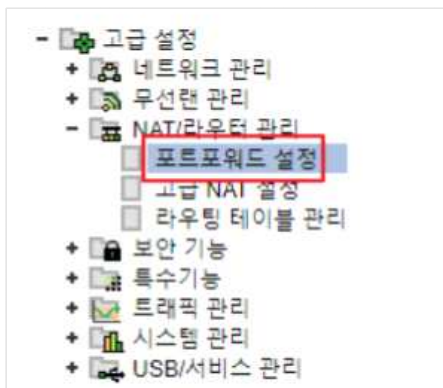 고급 설정
네트워크 관리
무선랜 관리
NAT/라우터 관리
포트포워드 설정
고급 NAT 설정
라우팅 테이블 관리
보안 기능
특수기능
트래픽 관리
시스템 관리
USB/서비스 관리